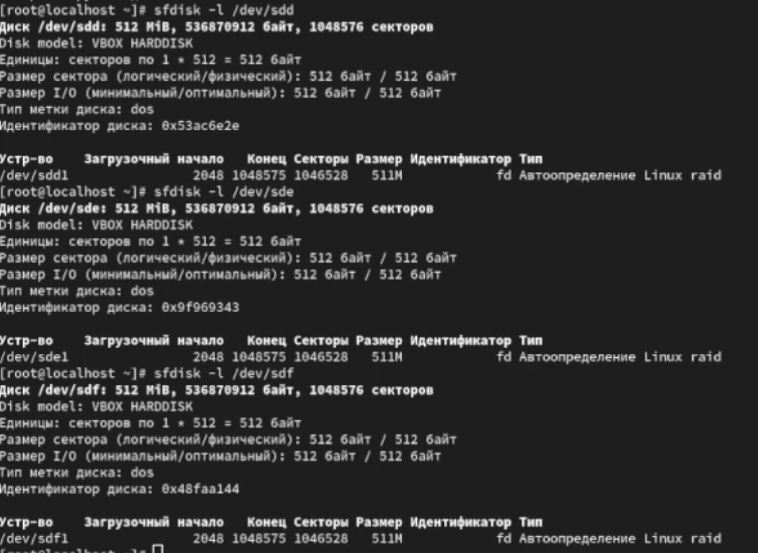 [root@localhost ~]# sfdisk -l /dev/sdd
Диск /dev/sdd: 512 MiB, 536870912 байт, 1048576 секторов
Disk model: VBOX HARDDISK
Единицы: секторов по 1 * 512 = 512 байт
Размер сектора (логический/физический): 512 байт / 512 байт
Размер I/O (минимальный/оптимальный): 512 байт / 512 байт
Тип метки диска: dos
Идентификатор диска: 0x53ac6e2e
Устр-во Загрузочный начало Конец Секторы Размер Идентификатор Тип
/dev/sdd1 2048 1048575 1046528 511M fd Автоопределение Linux raid
[root@localhost ~]# sfdisk -l /dev/sde
Диск /dev/sde: 512 MiB, 536870912 байт, 1048576 секторов
Disk model: VBOX HARDDISK
Единицы: секторов по 1 * 512 = 512 байт
Размер сектора (логический/физический): 512 байт / 512 байт
Размер I/O (минимальный/оптимальный): 512 байт / 512 байт
Тип метки диска: dos
Идентификатор диска: 0x9f969343
Устр-во Загрузочный начало Конец Секторы Размер Идентификатор Тип
/dev/sde1 2048 1048575 1046528 511M fd Автоопределение Linux raid
[root@localhost ~]# sfdisk -l /dev/sdf
Диск /dev/sdf: 512 MiB, 536870912 байт, 1048576 секторов
Disk model: VBOX HARDDISK
Единицы: секторов по 1 * 512 = 512 байт
Размер сектора (логический/физический): 512 байт / 512 байт
Размер I/O (минимальный/оптимальный): 512 байт / 512 байт
Тип метки диска: dos
Идентификатор диска: 0x48faa144
Устр-во Загрузочный начало Конец Секторы Размер Идентификатор Тип
/dev/sdf1 2048 1048575 1046528 511M fd Автоопределение Linux raid
[root@localhost ~]#